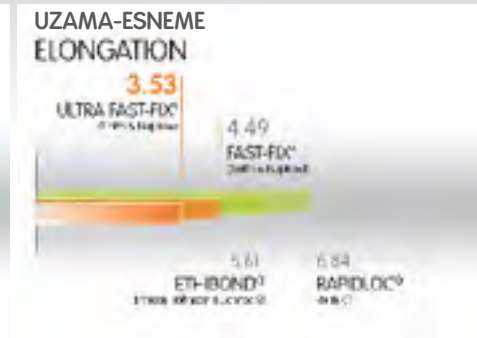 UZAMA-ESNEME
ELONGATION
3.53
ULTRA FAST-FIX°
4.49
FAST-FIX°
5.61
ETHIBOND°
6.84
RAPIDLOC°